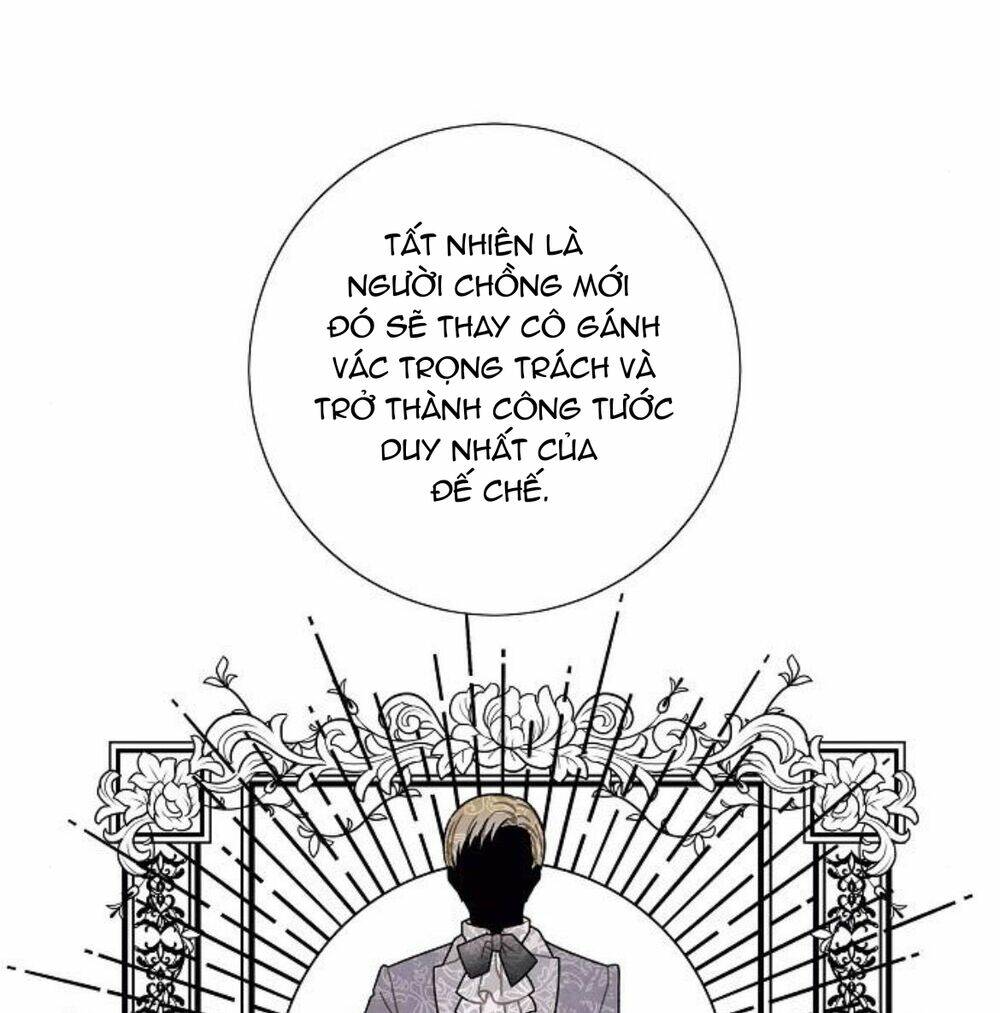 TẤT NHIÊN LÀ
NGƯỜI CHỒNG MỚI
ĐÓ SẼ THAY CÔ GÁNH
VÁC TRỌNG TRÁCH VÀ
TRỞ THÀNH CÔNG TƯỚC
DUY NHẤT CỦA
ĐẾ CHẾ.